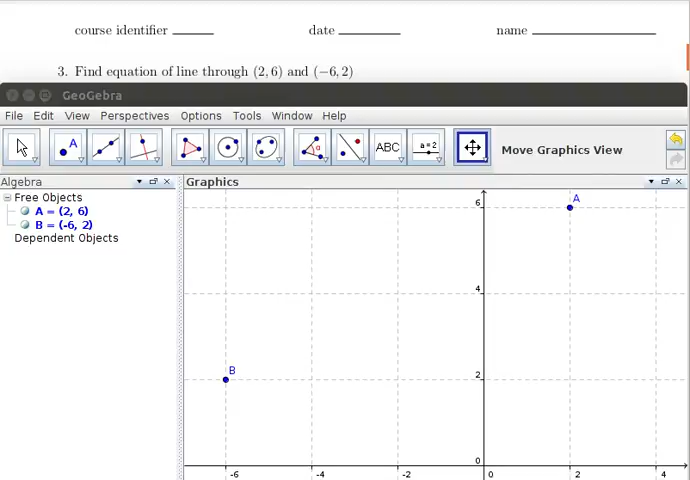 course identifier date name
3. Find equation of line through (2, 6) and (−6, 2)
GeoGebra
File Edit View Perspectives Options Tools Window Help
A α ABC a = 2 Move Graphics View
Algebra Graphics
Free Objects
A = (2, 6)
B = (-6, 2)
Dependent Objects
A
6
4
B
2
0
-6 -4 -2 0 2 4